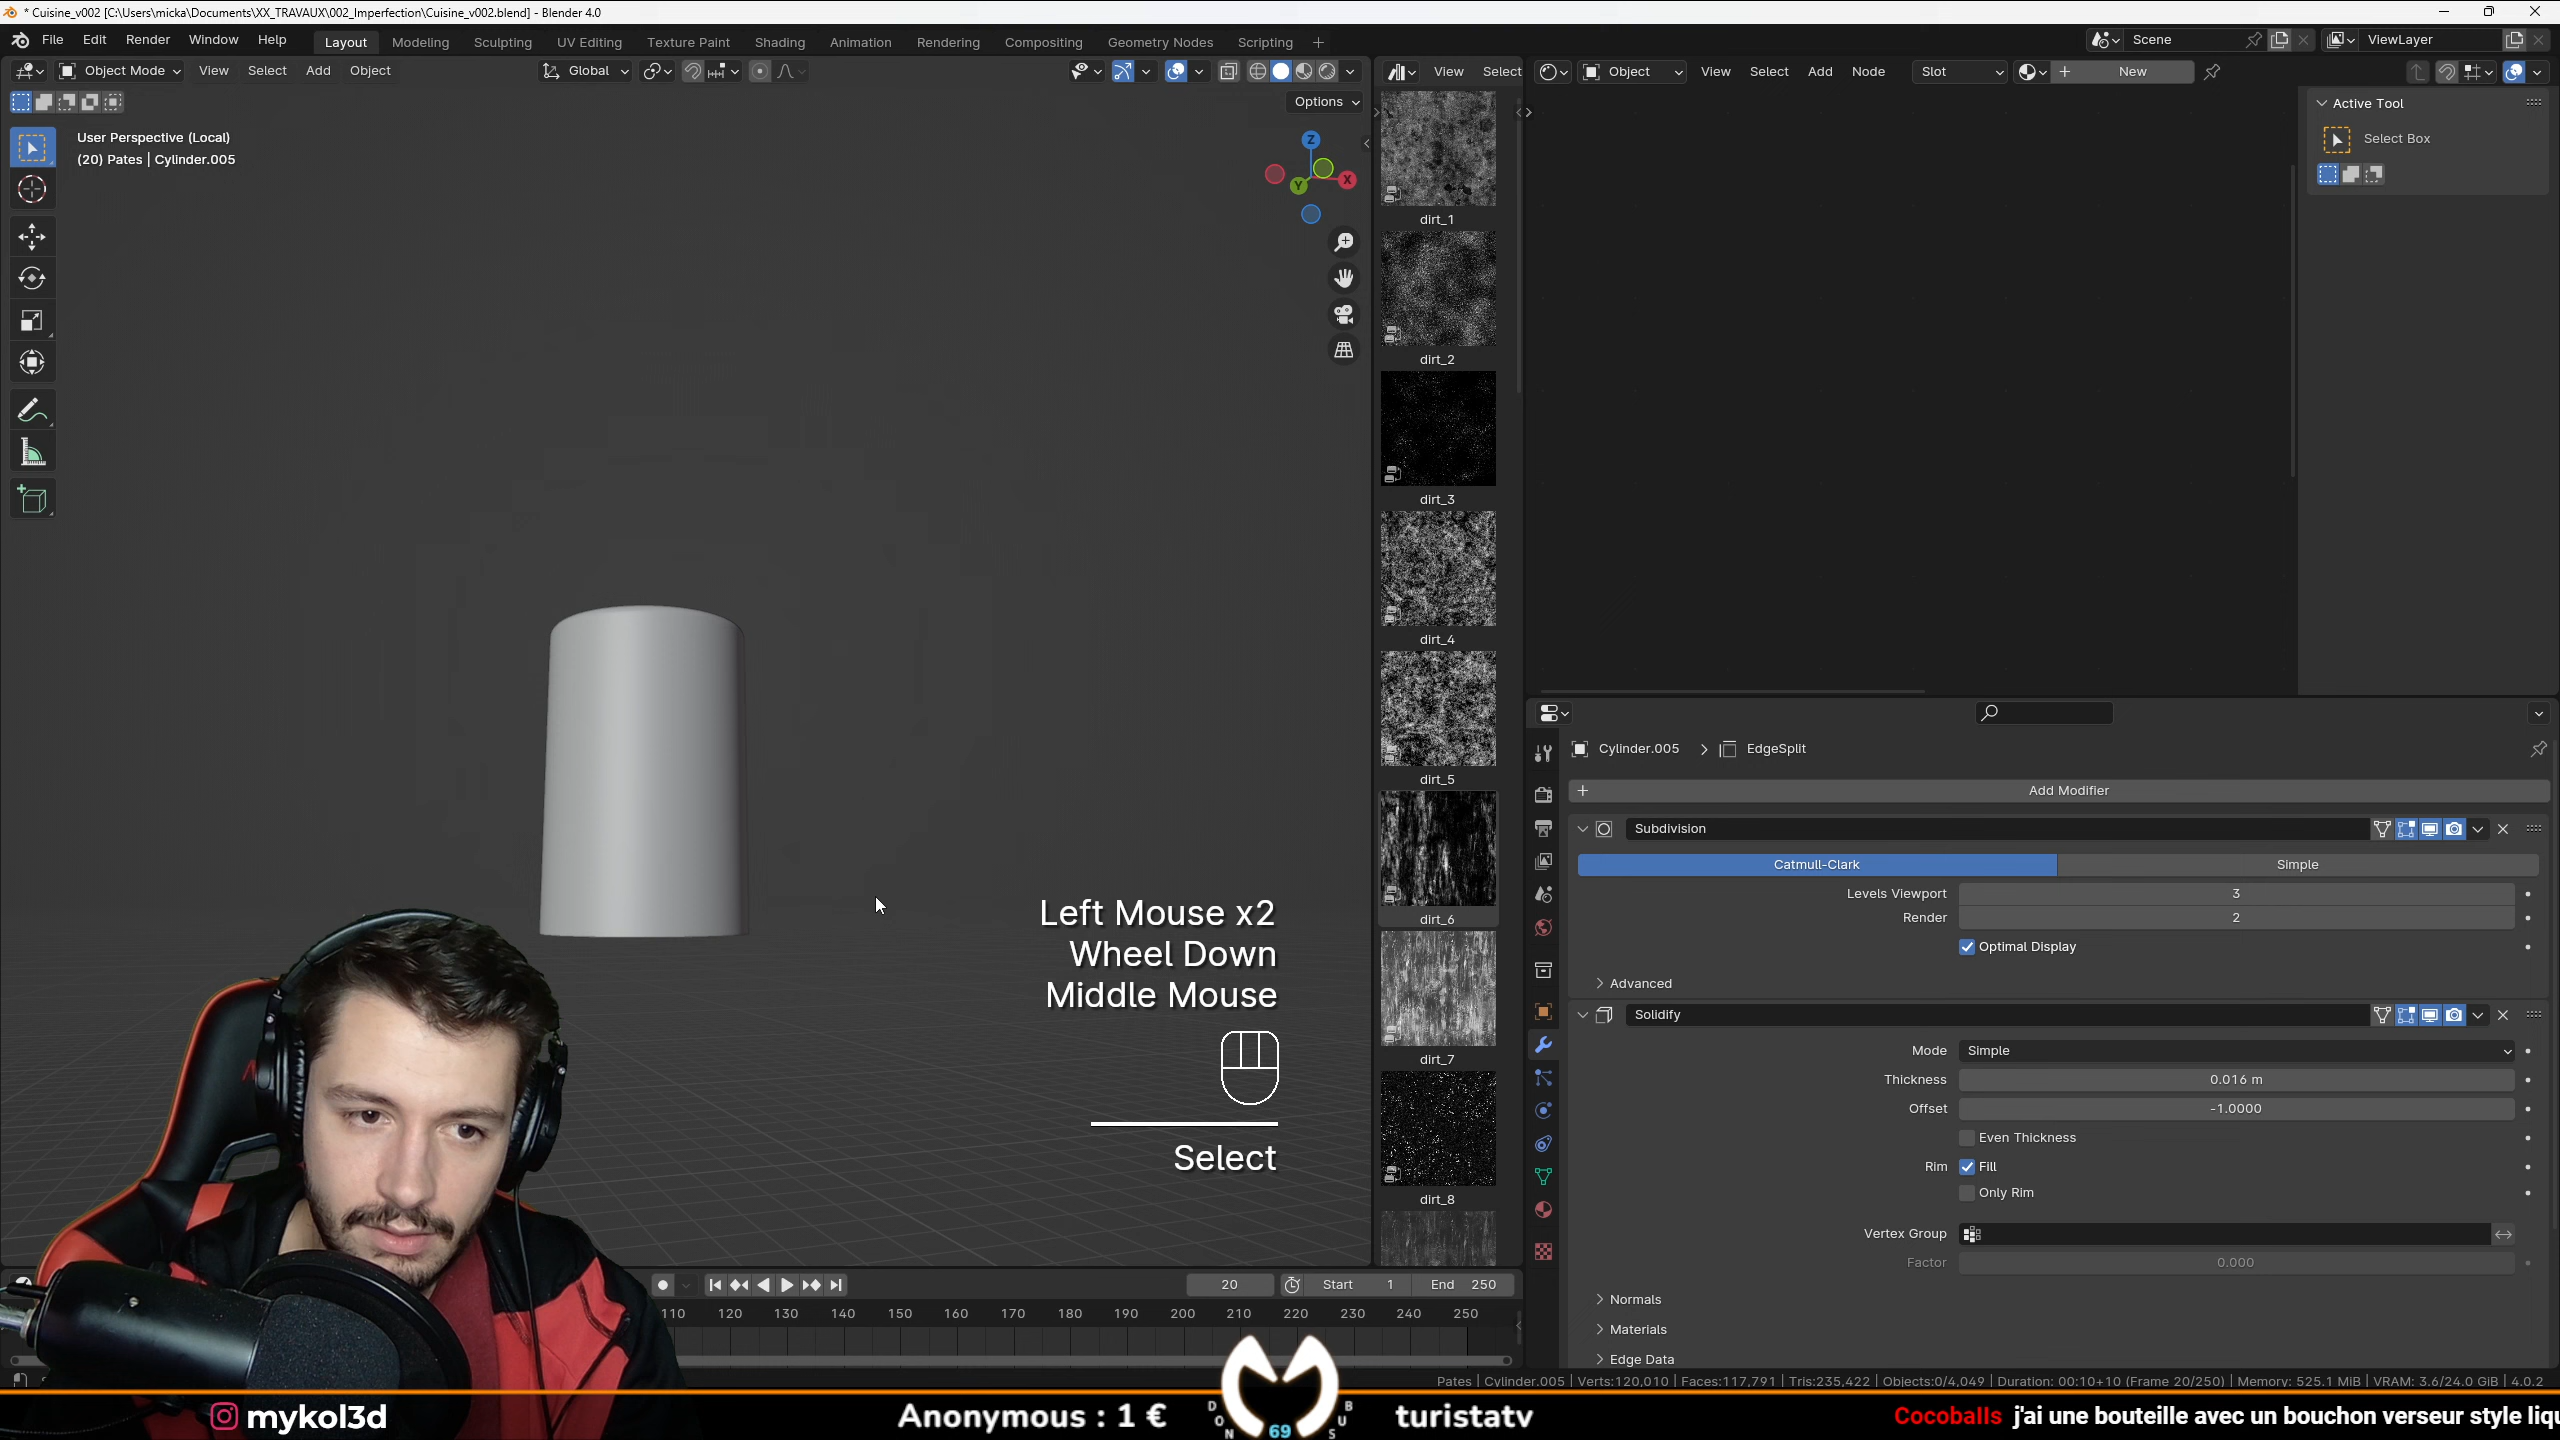 * Cuisine_v002 [C:\Users\micka\Documents\XX_TRAVAUX\002_Imperfection\Cuisine_v002.blend] - Blender 4.0
File Edit Render Window Help Layout Modeling Sculpting UV Editing Texture Paint Shading Animation Rendering Compositing Geometry Nodes Scripting + Scene ViewLayer
Object Mode View Select Add Object Global View Select Object View Select Add Node Slot New
Options
User Perspective (Local)
(20) Pates | Cylinder.005
Z
X
Y
dirt_1
dirt_2
dirt_3
dirt_4
dirt_5
dirt_6
dirt_7
dirt_8
Active Tool
Select Box
Left Mouse x2
Wheel Down
Middle Mouse
Select
Cylinder.005 > EdgeSplit
+ Add Modifier
Subdivision
Catmull-Clark Simple
Levels Viewport 3
Render 2
Optimal Display
Advanced
Solidify
Mode Simple
Thickness 0.016 m
Offset -1.0000
Even Thickness
Rim Fill
Only Rim
Vertex Group
Factor 0.000
Normals
Materials
Edge Data
20 Start 1 End 250
110 120 130 140 150 160 170 180 190 200 210 220 230 240 250
Pates | Cylinder.005 | Verts:120,010 | Faces:117,791 | Tris:235,422 | Objects:0/4,049 | Duration: 00:10+10 (Frame 20/250) | Memory: 525.1 MiB | VRAM: 3.6/24.0 GiB | 4.0.2
mykol3d
Anonymous : 1 €
DON 69 BUS
turistatv
Cocoballs j'ai une bouteille avec un bouchon verseur style liqu